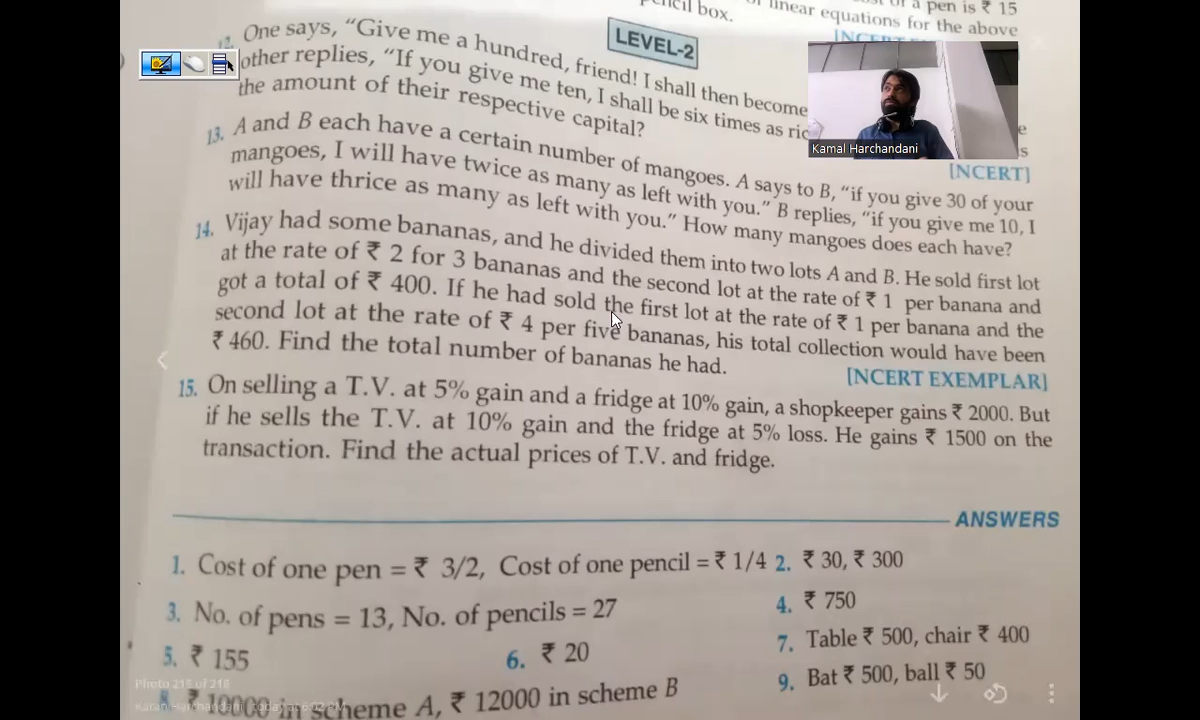 of a pen is ₹ 15
pencil box.
linear equations for the above
LEVEL-2
12. One says, “Give me a hundred, friend! I shall then become
other replies, “If you give me ten, I shall be six times as
the amount of their respective capital?
[NCERT]
13. A and B each have a certain number of mangoes. A says to B, “if you give 30 of your
mangoes, I will have twice as many as left with you.” B replies, “if you give me 10, I
will have thrice as many as left with you.” How many mangoes does each have?
14. Vijay had some bananas, and he divided them into two lots A and B. He sold first lot
at the rate of ₹ 2 for 3 bananas and the second lot at the rate of ₹ 1 per banana and
got a total of ₹ 400. If he had sold the first lot at the rate of ₹ 1 per banana and the
second lot at the rate of ₹ 4 per five bananas, his total collection would have been
₹ 460. Find the total number of bananas he had.
[NCERT EXEMPLAR]
15. On selling a T.V. at 5% gain and a fridge at 10% gain, a shopkeeper gains ₹ 2000. But
if he sells the T.V. at 10% gain and the fridge at 5% loss. He gains ₹ 1500 on the
transaction. Find the actual prices of T.V. and fridge.
ANSWERS
1. Cost of one pen = ₹ 3/2, Cost of one pencil = ₹ 1/4 2. ₹ 30, ₹ 300
3. No. of pens = 13, No. of pencils = 27
4. ₹ 750
5. ₹ 155
6. ₹ 20
7. Table ₹ 500, chair ₹ 400
8. ₹ 10000 in scheme A, ₹ 12000 in scheme B
9. Bat ₹ 500, ball ₹ 50
Kamal Harchandani
Photo 218 of 218
Harchandani today at 6:02 PM